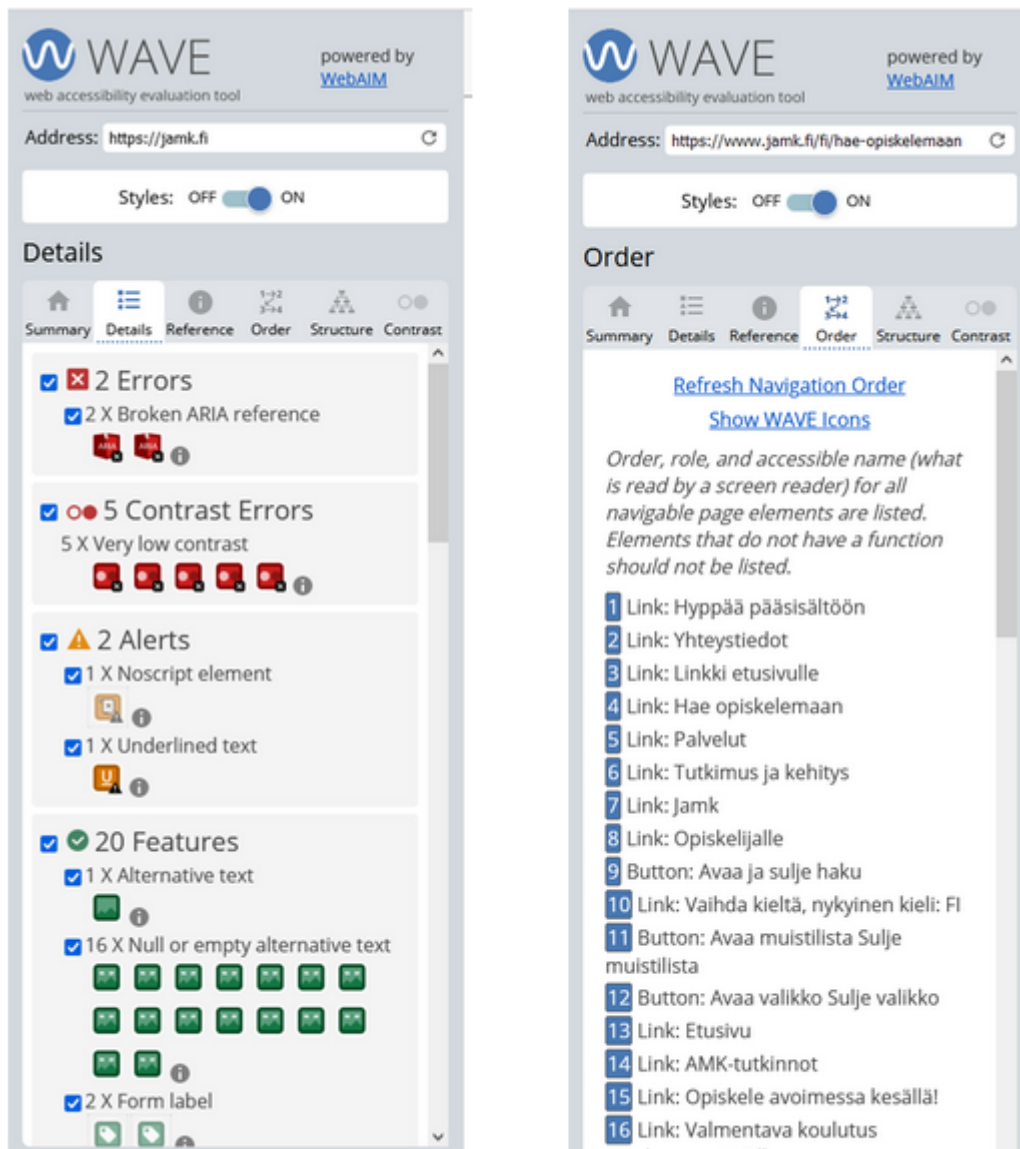 WAVE
powered by
WebAIM
web accessibility evaluation tool
Address: https://jamk.fi
Styles: OFF ON
Details
Summary Details Reference Order Structure Contrast
2 Errors
2 X Broken ARIA reference
ARIA ARIA
5 Contrast Errors
5 X Very low contrast
2 Alerts
1 X Noscript element
1 X Underlined text
U
20 Features
1 X Alternative text
16 X Null or empty alternative text
2 X Form label
WAVE
powered by
WebAIM
web accessibility evaluation tool
Address: https://www.jamk.fi/fi/hae-opiskelemaan
Styles: OFF ON
Order
Summary Details Reference Order Structure Contrast
Refresh Navigation Order
Show WAVE Icons
Order, role, and accessible name (what
is read by a screen reader) for all
navigable page elements are listed.
Elements that do not have a function
should not be listed.
1 Link: Hyppää pääsisältöön
2 Link: Yhteystiedot
3 Link: Linkki etusivulle
4 Link: Hae opiskelemaan
5 Link: Palvelut
6 Link: Tutkimus ja kehitys
7 Link: Jamk
8 Link: Opiskelijalle
9 Button: Avaa ja sulje haku
10 Link: Vaihda kieltä, nykyinen kieli: FI
11 Button: Avaa muistilista Sulje
muistilista
12 Button: Avaa valikko Sulje valikko
13 Link: Etusivu
14 Link: AMK-tutkinnot
15 Link: Opiskele avoimessa kesällä!
16 Link: Valmentava koulutus